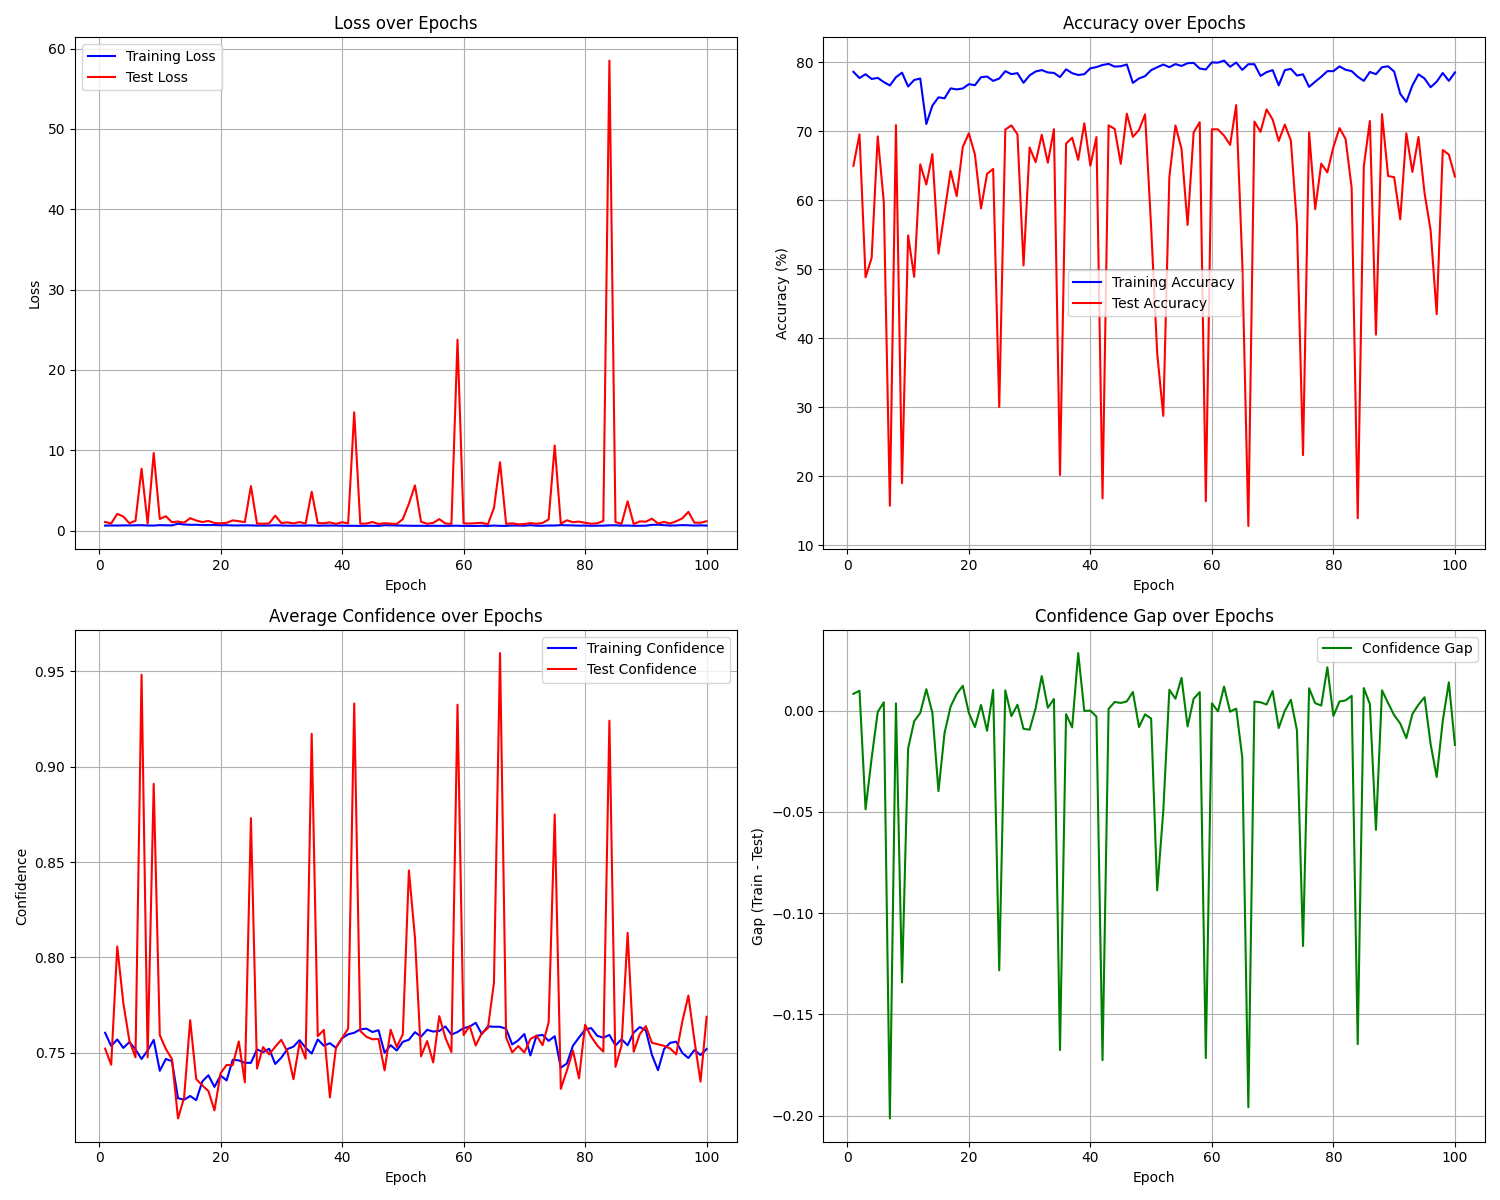 Loss over Epochs
Training Loss
Test Loss
60
50
40
30
20
10
0
Loss
0 20 40 60 80 100
Epoch
Accuracy over Epochs
80
70
60
50
40
30
20
10
Accuracy (%)
Training Accuracy
Test Accuracy
0 20 40 60 80 100
Epoch
Average Confidence over Epochs
Training Confidence
Test Confidence
0.95
0.90
0.85
0.80
0.75
Confidence
0 20 40 60 80 100
Epoch
Confidence Gap over Epochs
Confidence Gap
0.00
−0.05
−0.10
−0.15
−0.20
Gap (Train - Test)
0 20 40 60 80 100
Epoch